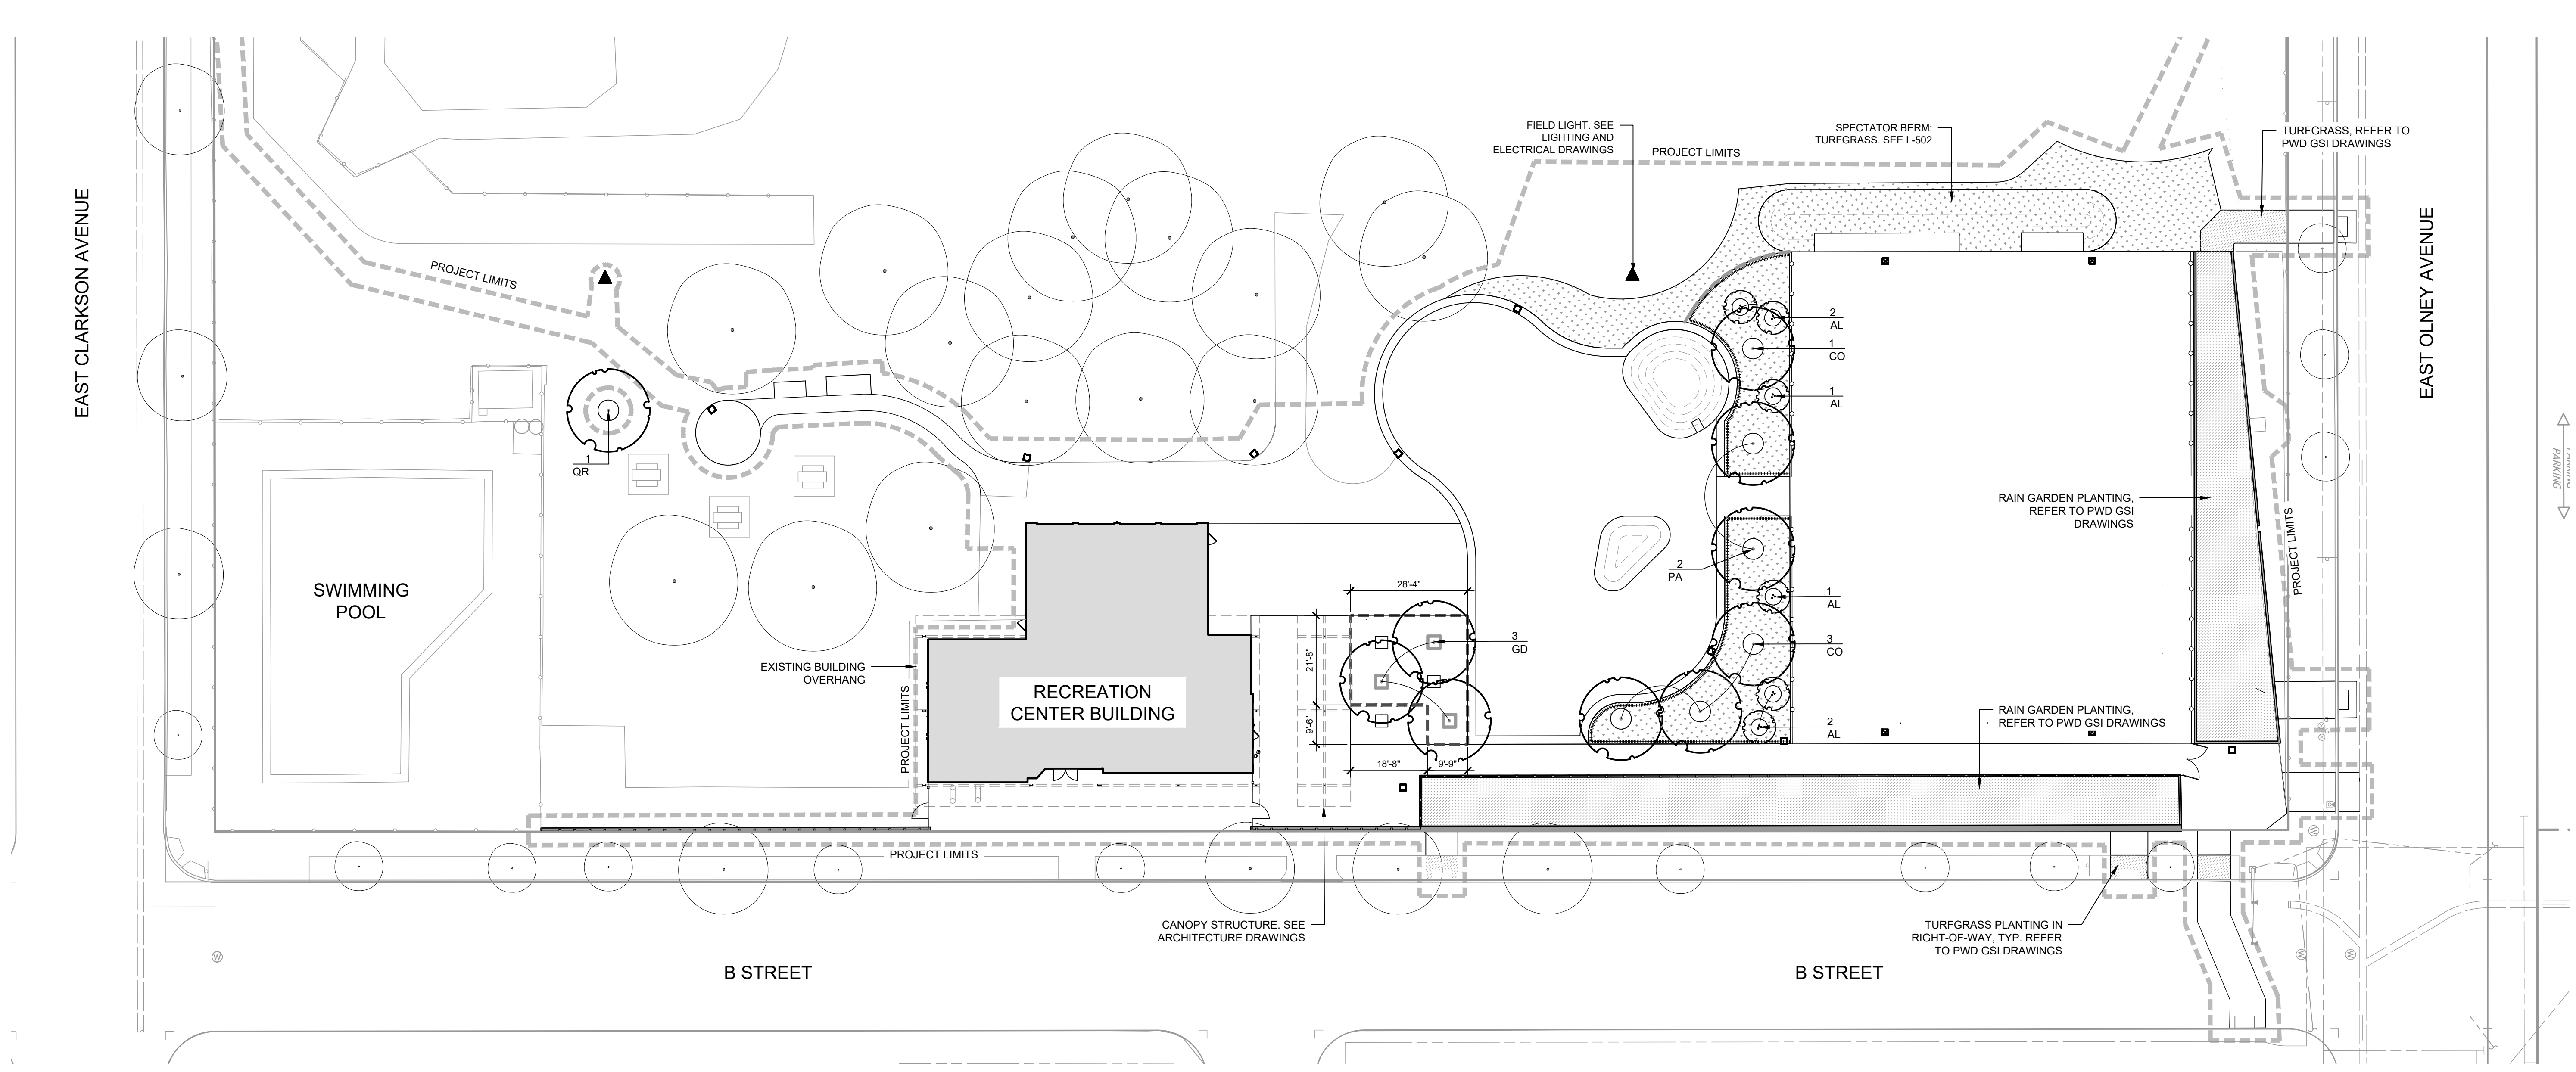 FIELD LIGHT. SEE
LIGHTING AND
ELECTRICAL DRAWINGS
PROJECT LIMITS
SPECTATOR BERM:
TURFGRASS. SEE L-502
TURFGRASS, REFER TO
PWD GSI DRAWINGS
EAST CLARKSON AVENUE
EAST OLNEY AVENUE
PROJECT LIMITS
2
AL
1
CO
1
AL
1
QR
PARKING
RAIN GARDEN PLANTING,
REFER TO PWD GSI
DRAWINGS
PROJECT LIMITS
SWIMMING
POOL
28'-4"
2
PA
1
AL
3
GD
3
CO
21'-8"
EXISTING BUILDING
OVERHANG
RECREATION
CENTER BUILDING
PROJECT LIMITS
9'-6"
2
AL
RAIN GARDEN PLANTING,
REFER TO PWD GSI DRAWINGS
18'-8"
9'-9"
PROJECT LIMITS
CANOPY STRUCTURE. SEE
ARCHITECTURE DRAWINGS
TURFGRASS PLANTING IN
RIGHT-OF-WAY, TYP. REFER
TO PWD GSI DRAWINGS
W
W
W
W
B STREET
B STREET